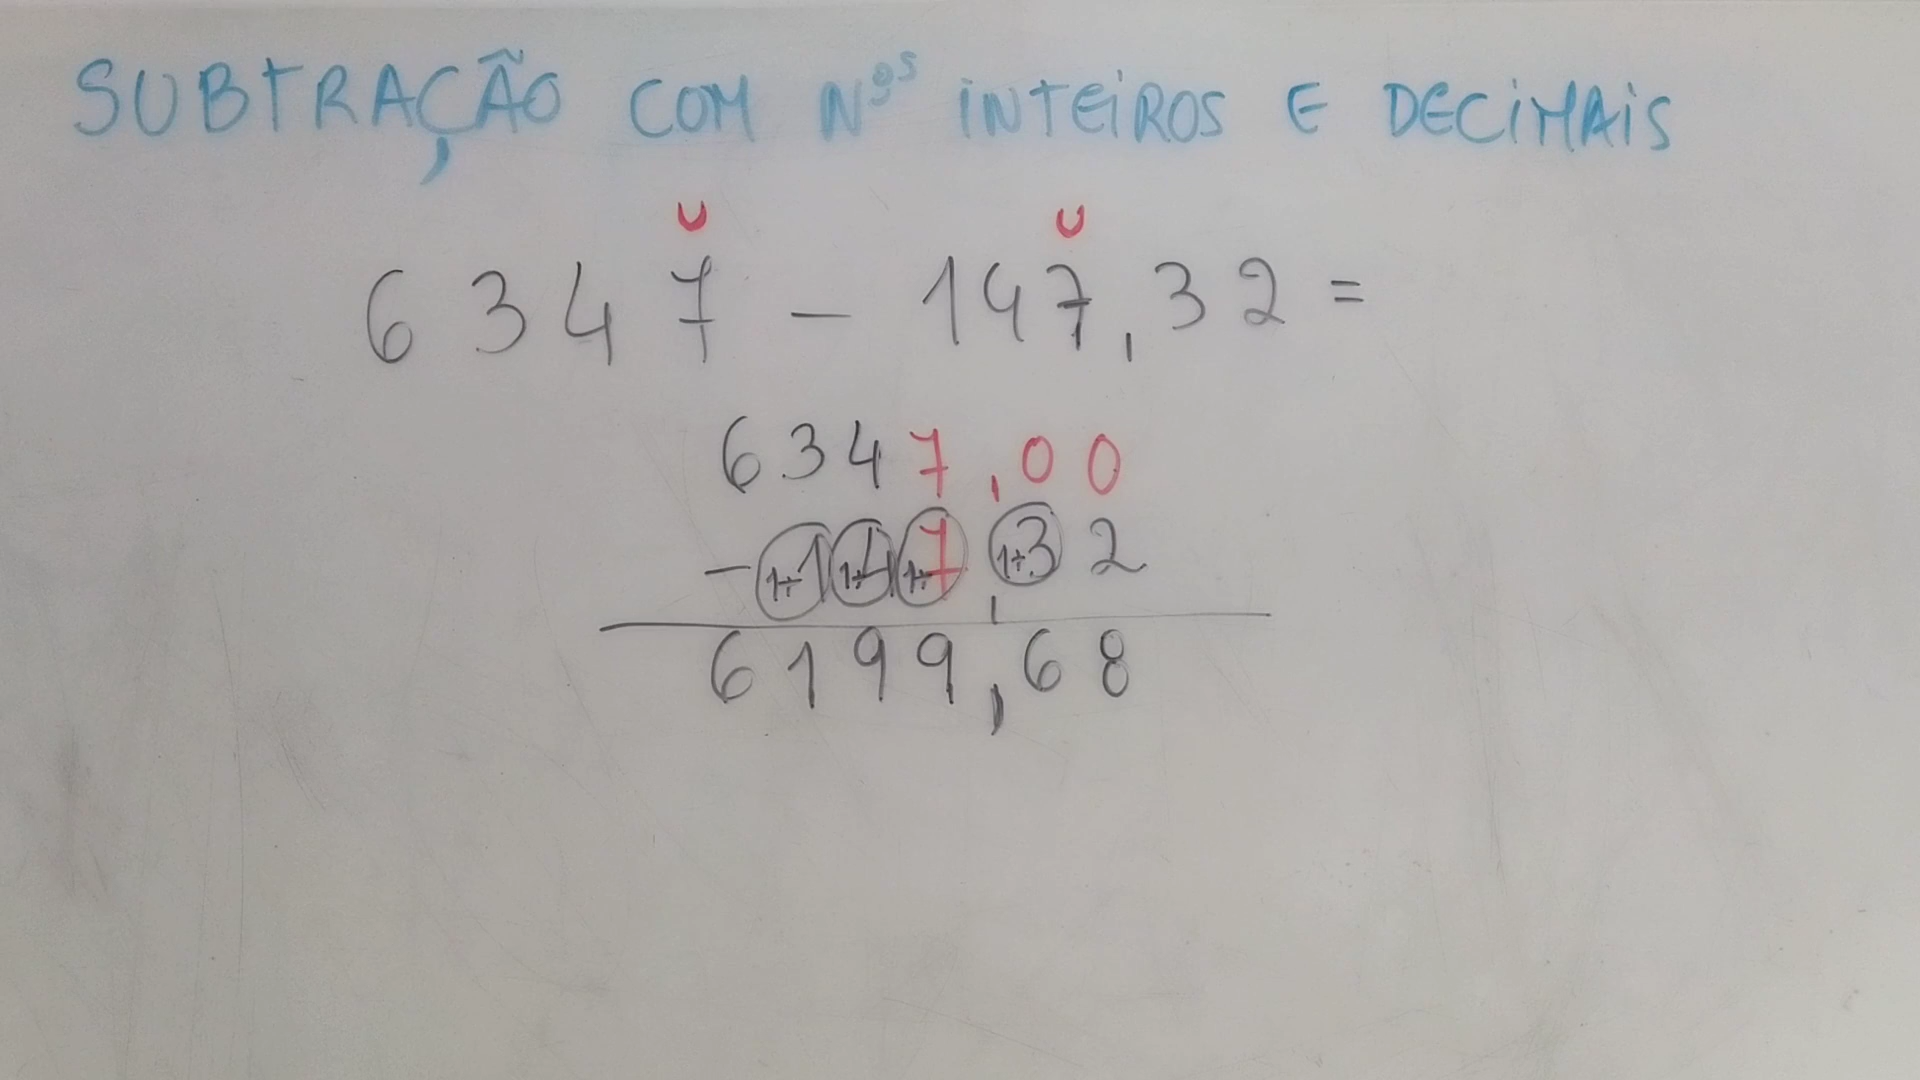 SUBTRAÇÃO COM Nºs INTEIROS E DECIMAIS
U U
6347 - 147,32 =
6347,00
- 1+1 1+4 1+7,1+3 2
6199,68